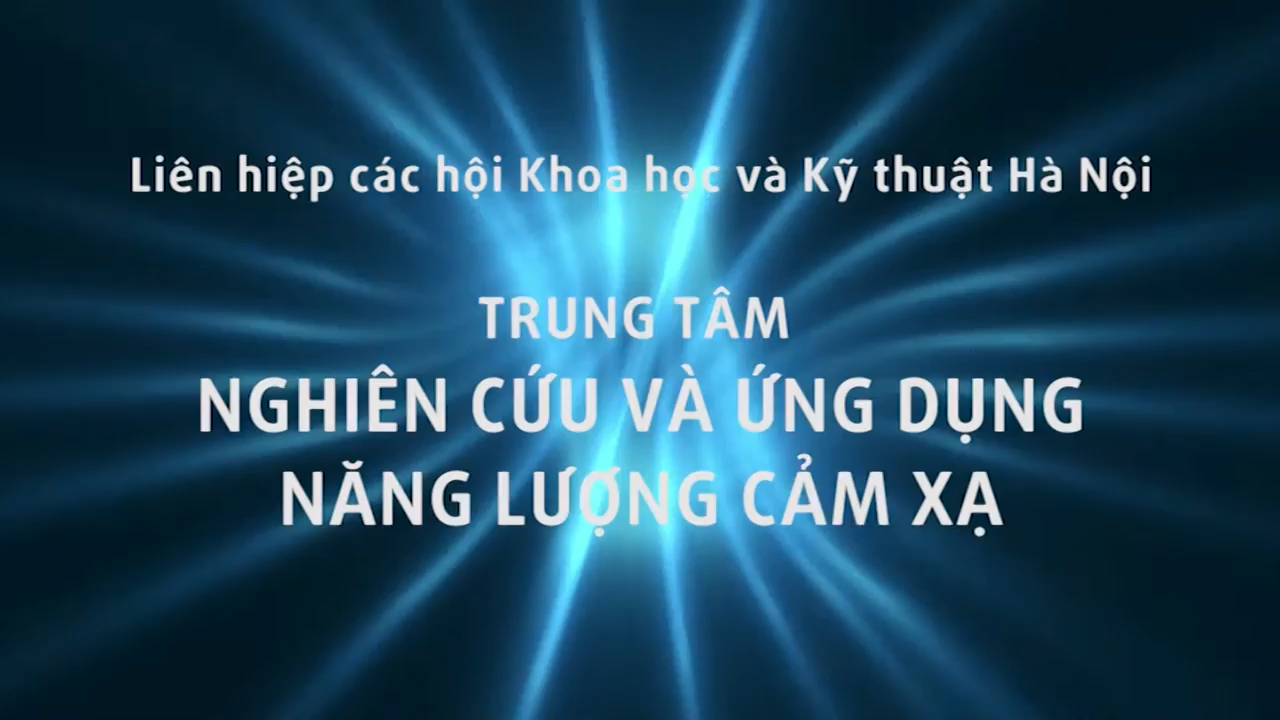 Liên hiệp các hội Khoa học và Kỹ thuật Hà Nội
TRUNG TÂM
NGHIÊN CỨU VÀ ỨNG DỤNG
NĂNG LƯỢNG CẢM XẠ